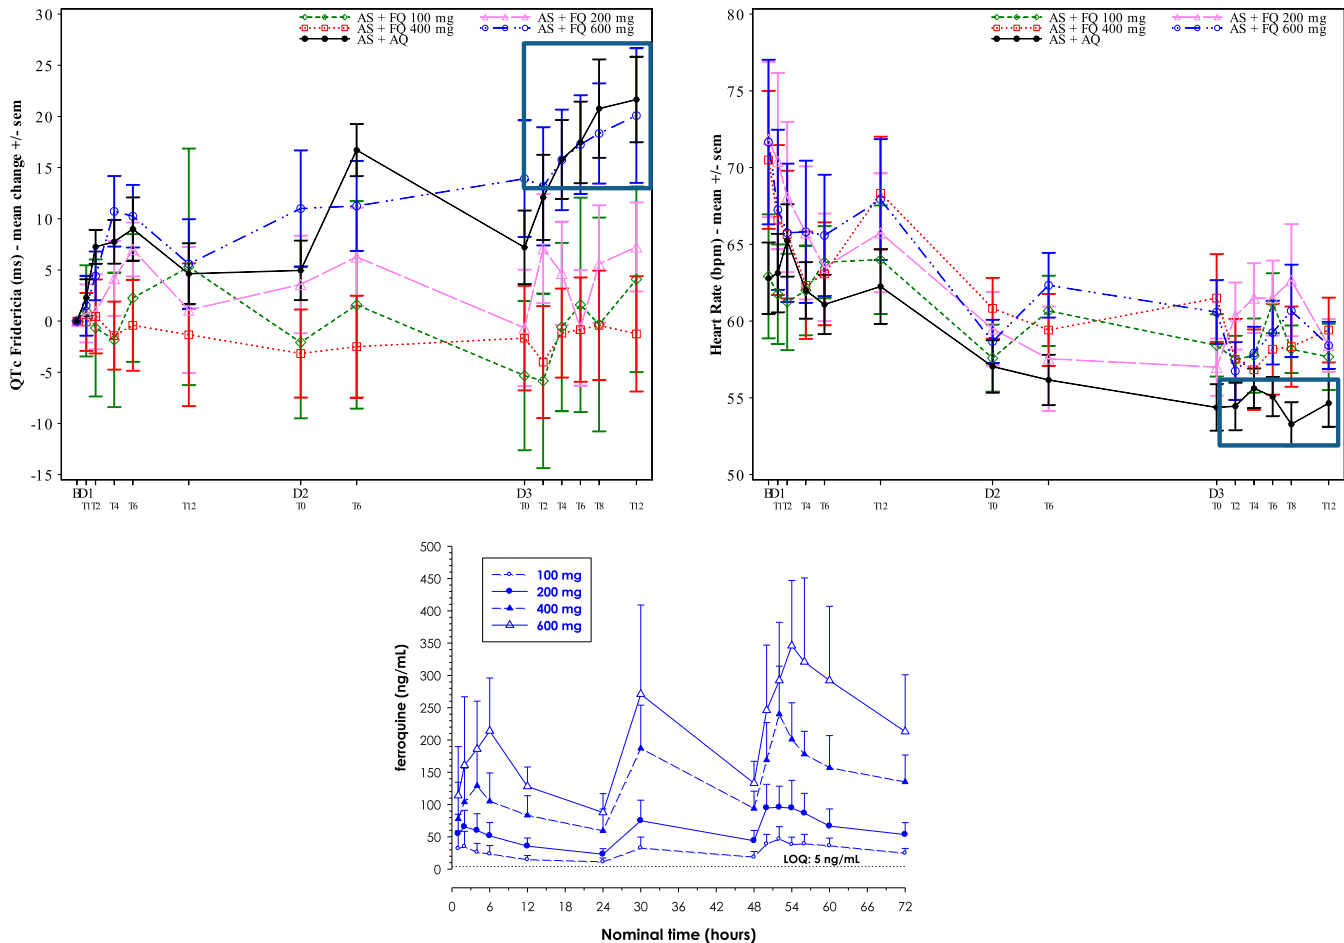 AS + FQ 100 mg AS + FQ 200 mg
AS + FQ 400 mg AS + FQ 600 mg
AS + AQ
QTc Fridericia (ms) - mean change +/- sem
30
25
20
15
10
5
0
-5
-10
-15
B D1 D2 D3
T1 T2 T4 T6 T12 T0 T6 T0 T2 T4 T6 T8 T12
AS + FQ 100 mg AS + FQ 200 mg
AS + FQ 400 mg AS + FQ 600 mg
AS + AQ
Heart Rate (bpm) - mean +/- sem
80
75
70
65
60
55
50
B D1 D2 D3
T1 T2 T4 T6 T12 T0 T6 T0 T2 T4 T6 T8 T12
ferroquine (ng/mL)
500
450
400
350
300
250
200
150
100
50
0
100 mg
200 mg
400 mg
600 mg
LOQ: 5 ng/mL
0 6 12 18 24 30 36 42 48 54 60 66 72
Nominal time (hours)